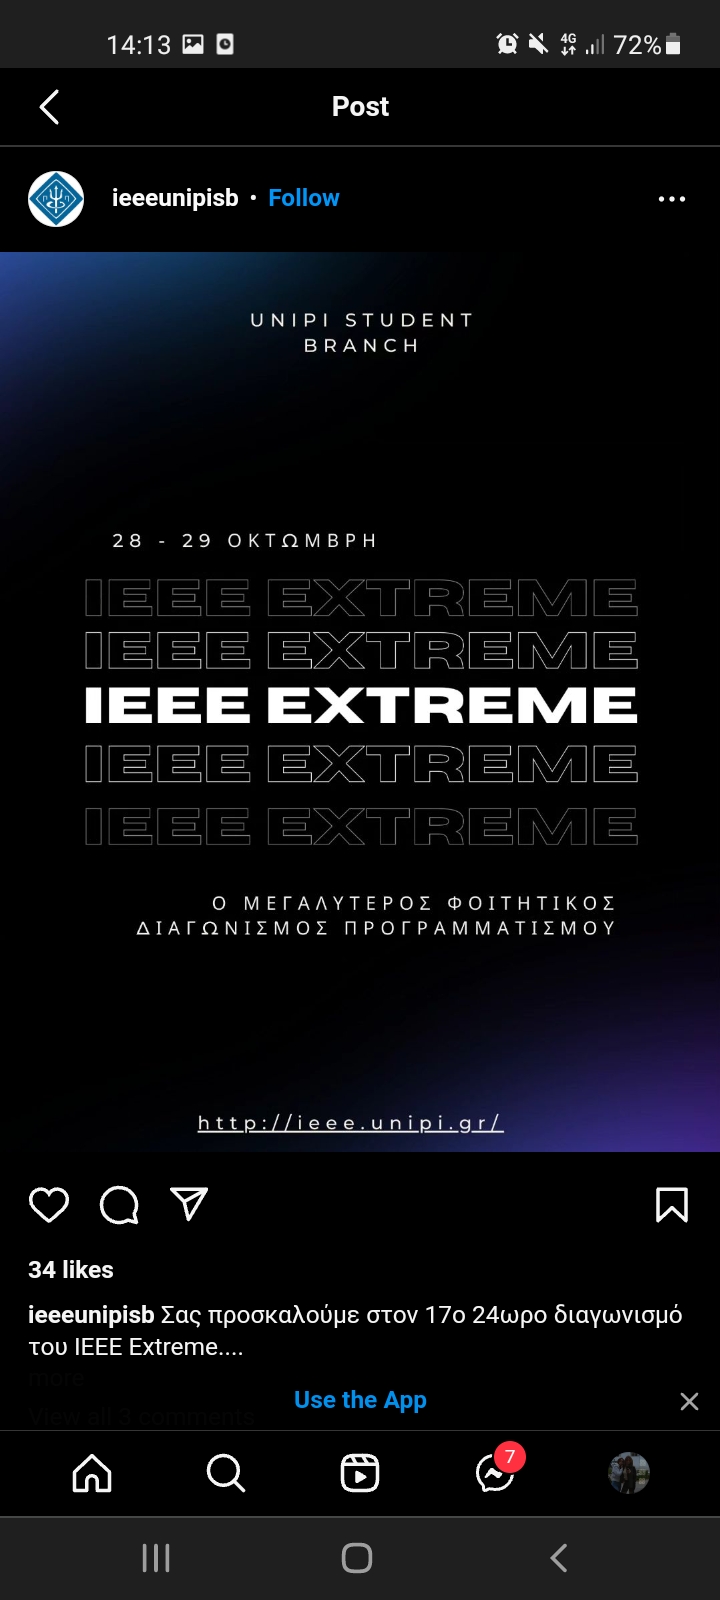 14:13 4G 72%
Post
ieeeunipisb • Follow
UNIPI STUDENT
BRANCH
28 - 29 ΟΚΤΩΜΒΡΗ
IEEE EXTREME
IEEE EXTREME
IEEE EXTREME
IEEE EXTREME
IEEE EXTREME
Ο ΜΕΓΑΛΥΤΕΡΟΣ ΦΟΙΤΗΤΙΚΟΣ
ΔΙΑΓΩΝΙΣΜΟΣ ΠΡΟΓΡΑΜΜΑΤΙΣΜΟΥ
http://ieee.unipi.gr/
34 likes
ieeeunipisb Σας προσκαλούμε στον 17ο 24ωρο διαγωνισμό
του IEEE Extreme....
more
Use the App
View all 3 comments
7